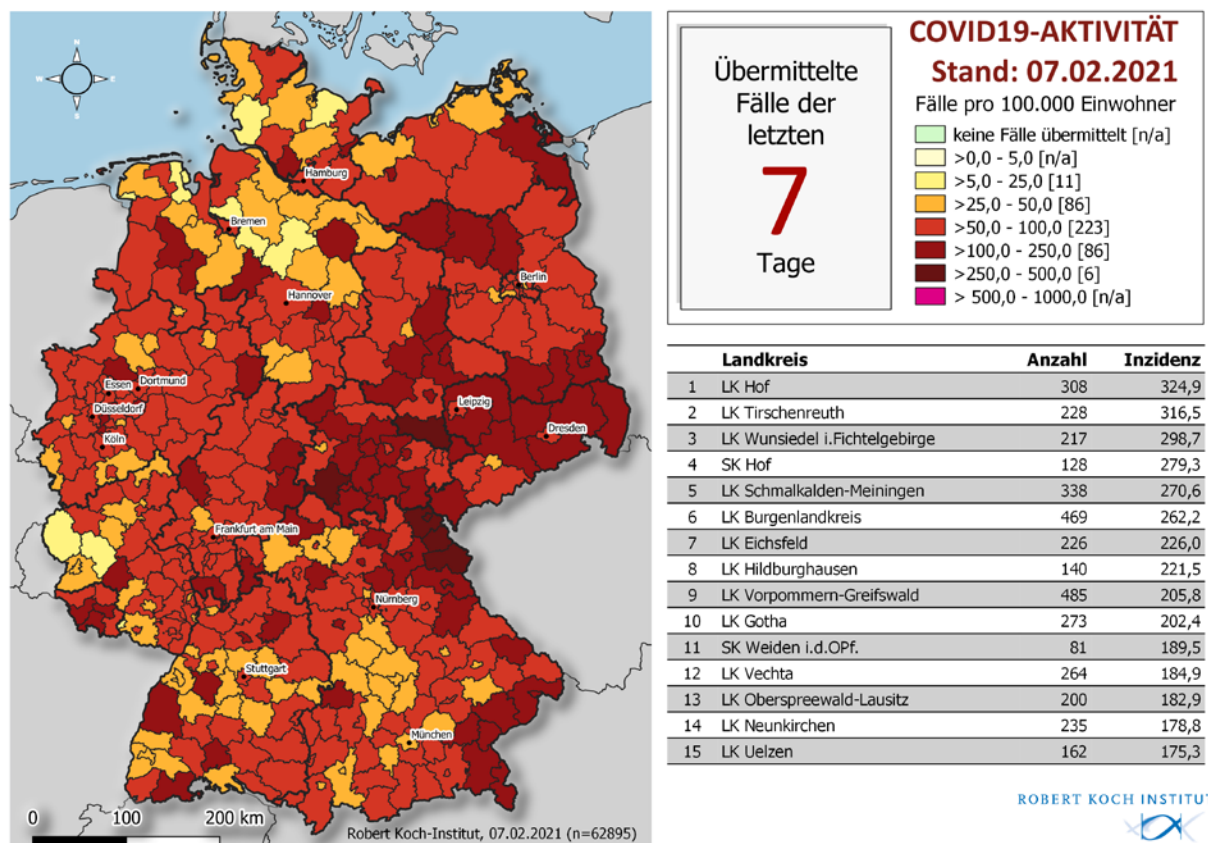 N
W
E
S
Hamburg
Bremen
Berlin
Hannover
Essen
Dortmund
Düsseldorf
Köln
Leipzig
Dresden
Frankfurt am Main
Nürnberg
Stuttgart
München
0 100 200 km
Robert Koch-Institut, 07.02.2021 (n=62895)
Übermittelte
Fälle der
letzten
7
Tage
COVID19-AKTIVITÄT
Stand: 07.02.2021
Fälle pro 100.000 Einwohner
keine Fälle übermittelt [n/a]
>0,0 - 5,0 [n/a]
>5,0 - 25,0 [11]
>25,0 - 50,0 [86]
>50,0 - 100,0 [223]
>100,0 - 250,0 [86]
>250,0 - 500,0 [6]
> 500,0 - 1000,0 [n/a]
Landkreis Anzahl Inzidenz
1 LK Hof 308 324,9
2 LK Tirschenreuth 228 316,5
3 LK Wunsiedel i.Fichtelgebirge 217 298,7
4 SK Hof 128 279,3
5 LK Schmalkalden-Meiningen 338 270,6
6 LK Burgenlandkreis 469 262,2
7 LK Eichsfeld 226 226,0
8 LK Hildburghausen 140 221,5
9 LK Vorpommern-Greifswald 485 205,8
10 LK Gotha 273 202,4
11 SK Weiden i.d.OPf. 81 189,5
12 LK Vechta 264 184,9
13 LK Oberspreewald-Lausitz 200 182,9
14 LK Neunkirchen 235 178,8
15 LK Uelzen 162 175,3
ROBERT KOCH INSTITUT